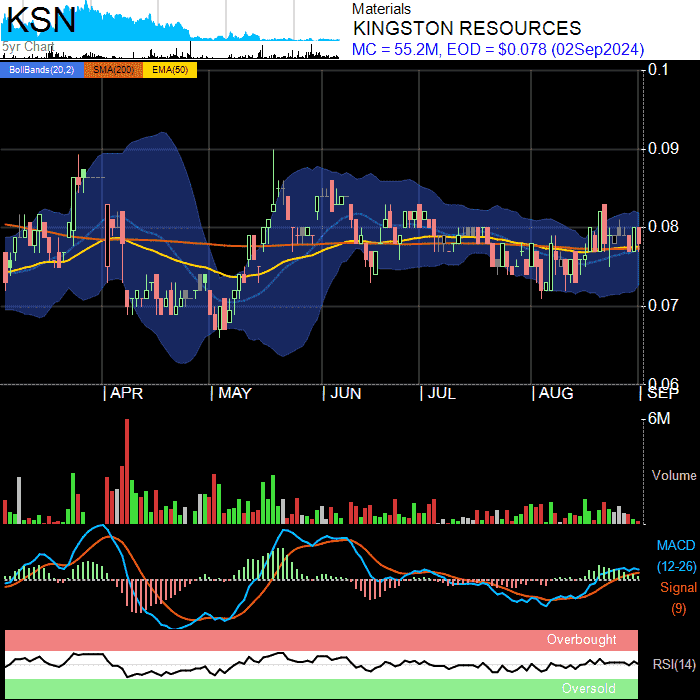 KSN
5yr Chart
Materials
KINGSTON RESOURCES
MC = 55.2M, EOD = $0.078 (02Sep2024)
BollBands(20,2) SMA(200) EMA(50)
0.1
0.09
0.08
0.07
0.06
APR MAY JUN JUL AUG SEP
6M
Volume
MACD
(12-26)
Signal
(9)
Overbought
RSI(14)
Oversold